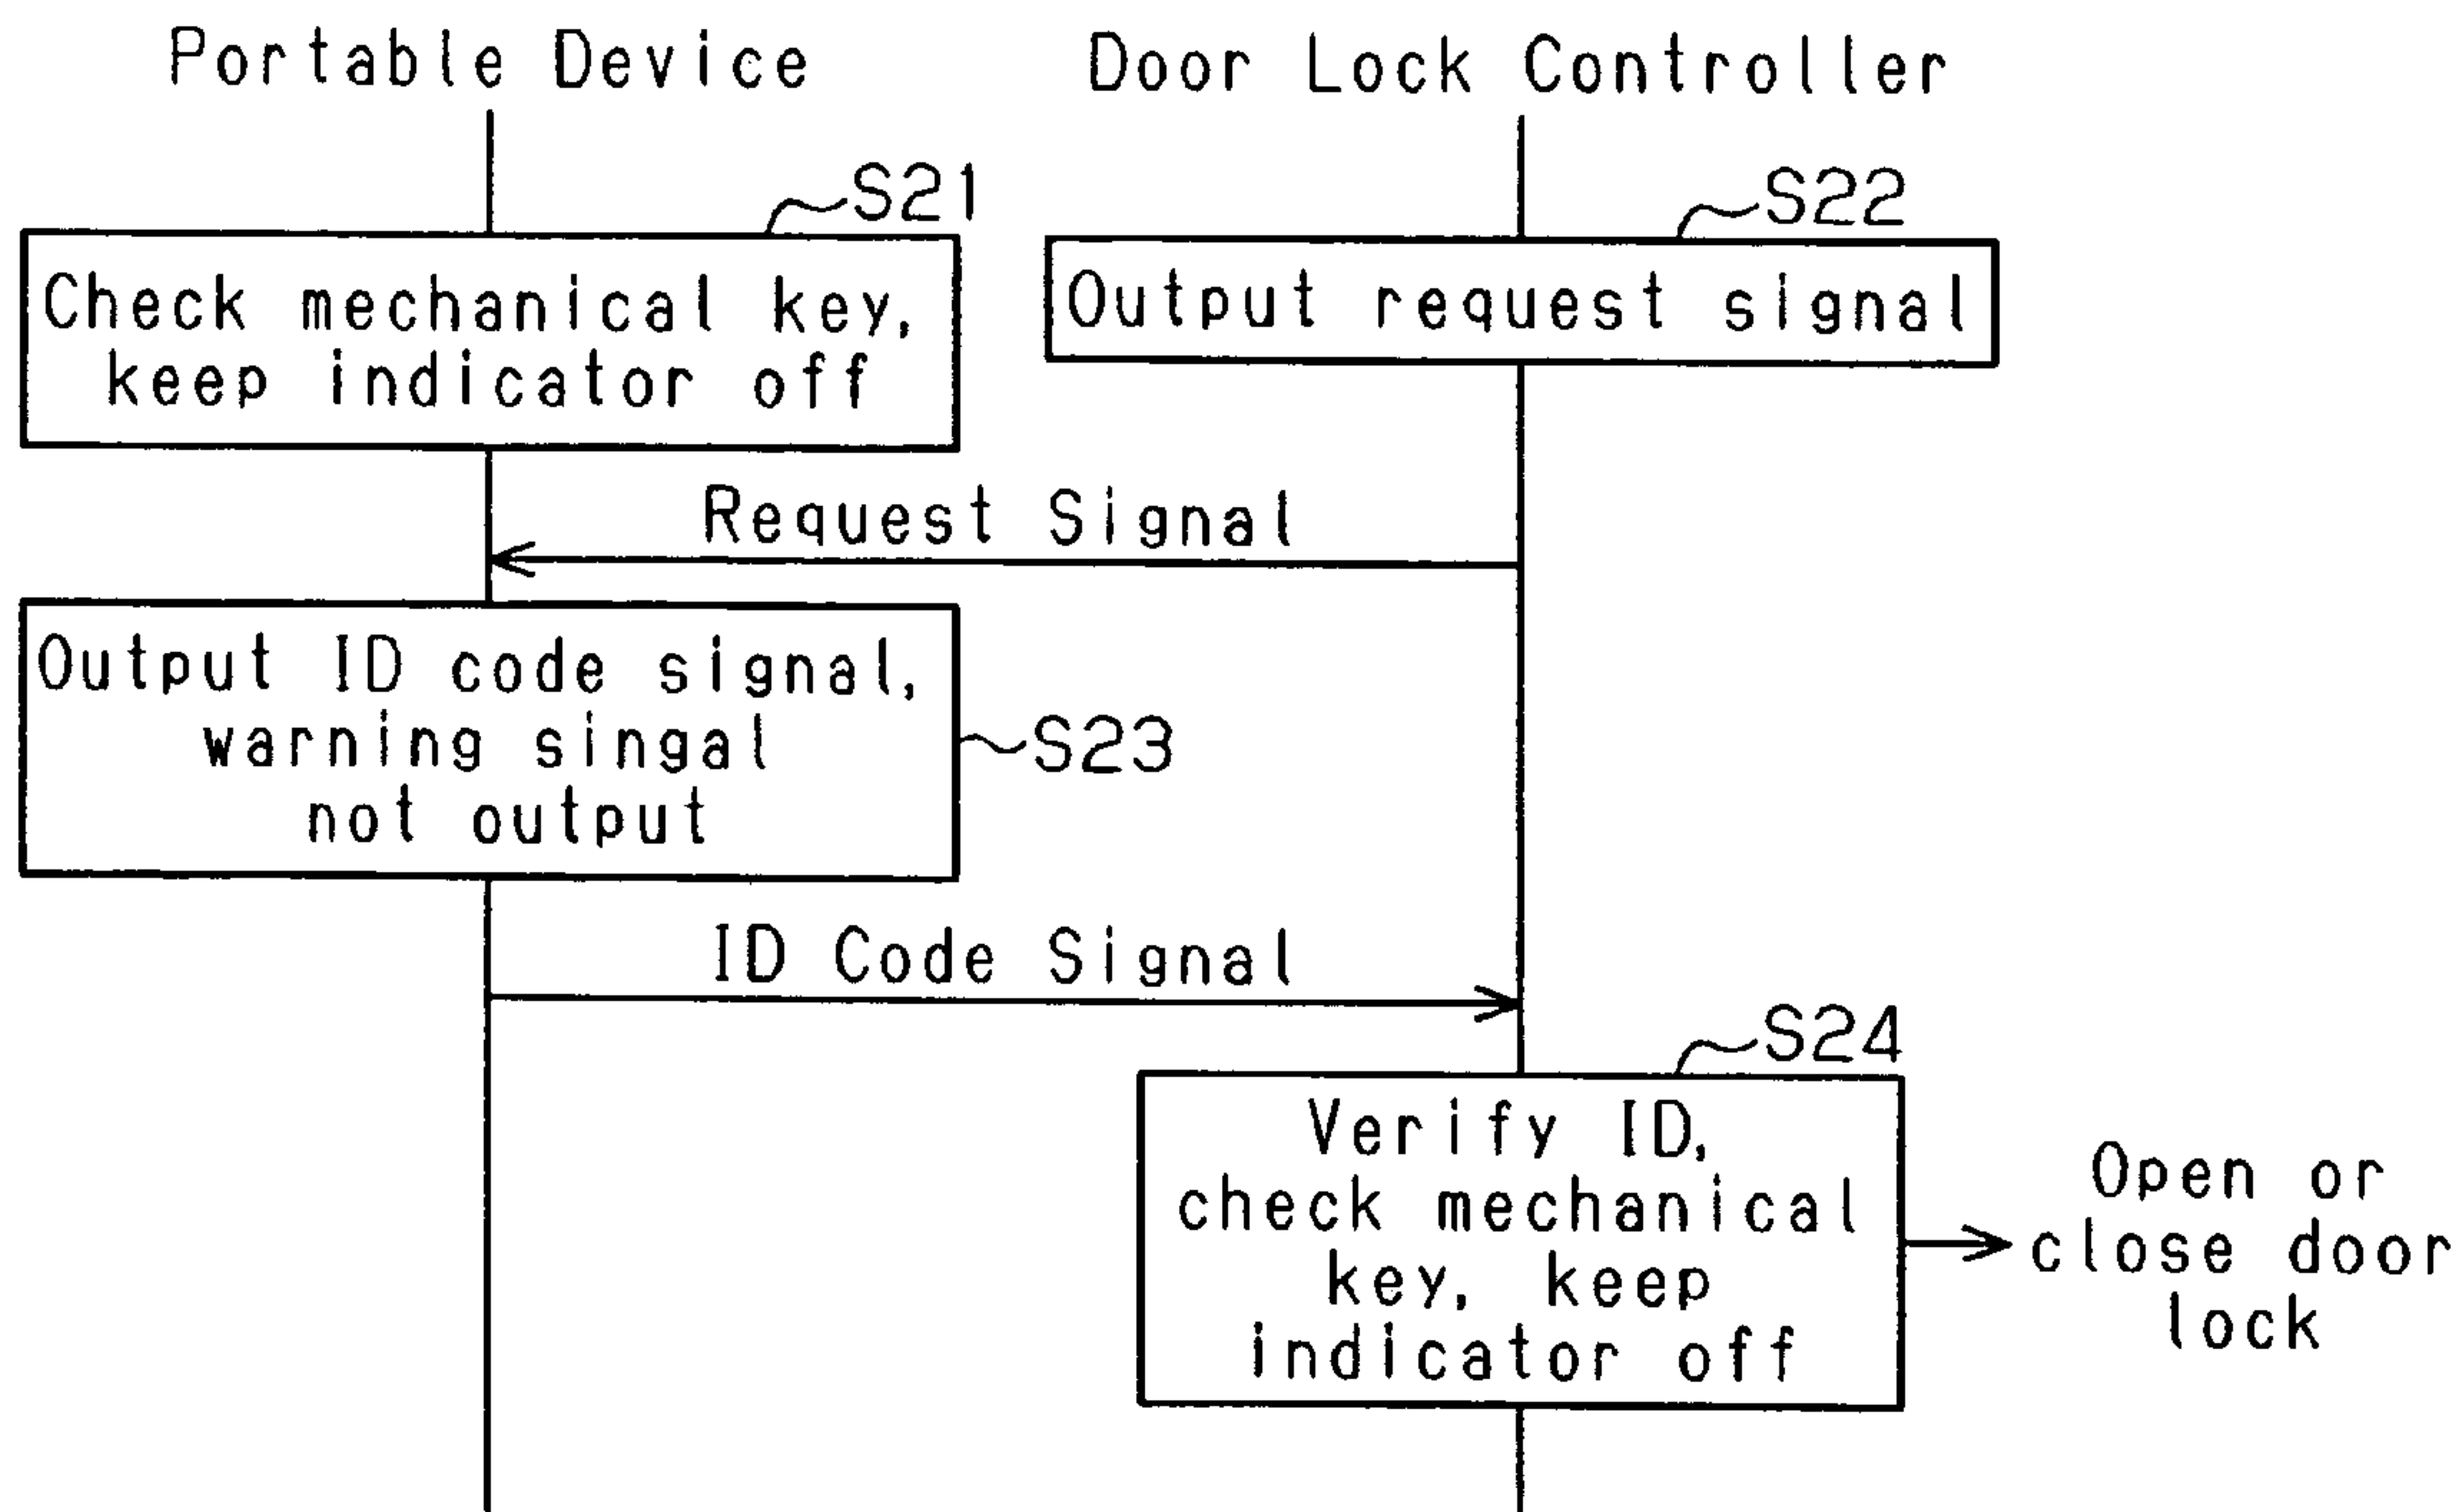 Portable Device
Door Lock Controller
S21
S22
Check mechanical key,
keep indicator off
Output request signal
Request Signal
Output ID code signal,
warning singal
not output
S23
ID Code Signal
S24
Verify ID,
check mechanical
key, keep
indicator off
Open or
close door
lock